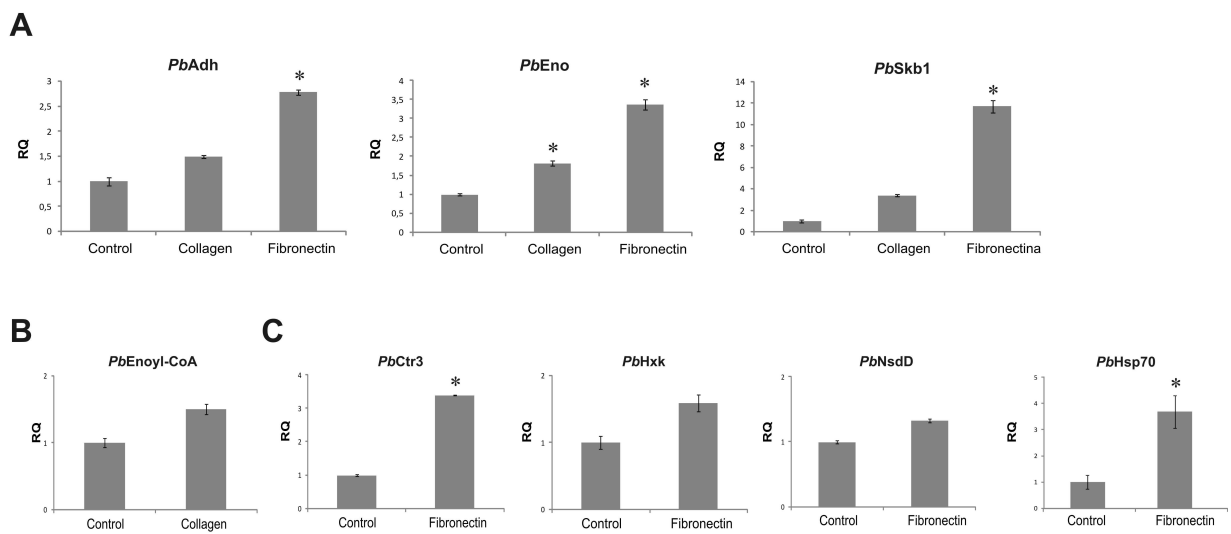 A
PbAdh
3
2,5
2
1,5
1
0,5
0
RQ
*
Control
Collagen
Fibronectin
PbEno
4
3,5
3
2,5
2
1,5
1
0,5
0
RQ
*
*
Control
Collagen
Fibronectin
PbSkb1
14
12
10
8
6
4
2
0
RQ
*
Control
Collagen
Fibronectina
B
PbEnoyl-CoA
2
1
0
RQ
Control
Collagen
C
PbCtr3
4
3
2
1
0
RQ
*
Control
Fibronectin
PbHxk
2
1
0
RQ
Control
Fibronectin
PbNsdD
2
1
0
RQ
Control
Fibronectin
PbHsp70
5
4
3
2
1
0
RQ
*
Control
Fibronectin